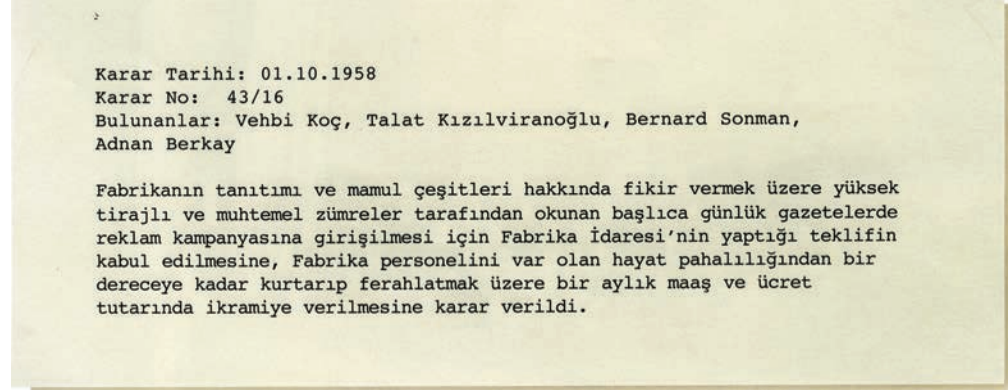 Karar Tarihi: 01.10.1958
Karar No: 43/16
Bulunanlar: Vehbi Koç, Talat Kızılviranoğlu, Bernard Sonman,
Adnan Berkay
Fabrikanın tanıtımı ve mamul çeşitleri hakkında fikir vermek üzere yüksek
tirajlı ve muhtemel zümreler tarafından okunan başlıca günlük gazetelerde
reklam kampanyasına girişilmesi için Fabrika İdaresi'nin yaptığı teklifin
kabul edilmesine, Fabrika personelini var olan hayat pahalılığından bir
dereceye kadar kurtarıp ferahlatmak üzere bir aylık maaş ve ücret
tutarında ikramiye verilmesine karar verildi.